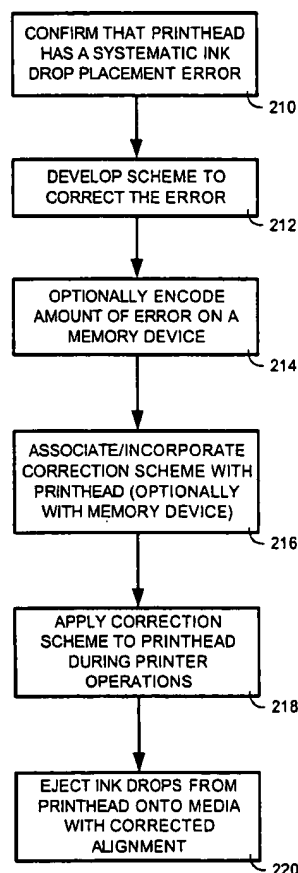 CONFIRM THAT PRINTHEAD
HAS A SYSTEMATIC INK
DROP PLACEMENT ERROR
210
DEVELOP SCHEME TO
CORRECT THE ERROR
212
OPTIONALLY ENCODE
AMOUNT OF ERROR ON A
MEMORY DEVICE
214
ASSOCIATE/INCORPORATE
CORRECTION SCHEME WITH
PRINTHEAD (OPTIONALLY
WITH MEMORY DEVICE)
216
APPLY CORRECTION
SCHEME TO PRINTHEAD
DURING PRINTER
OPERATIONS
218
EJECT INK DROPS FROM
PRINTHEAD ONTO MEDIA
WITH CORRECTED
ALIGNMENT
220